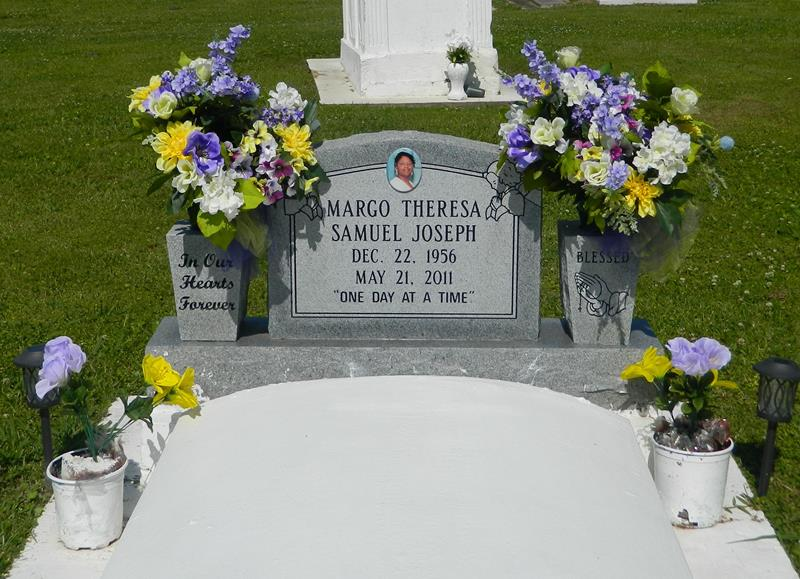 MARGO THERESA
SAMUEL JOSEPH
DEC. 22, 1956
MAY 21, 2011
"ONE DAY AT A TIME"
In Our
Hearts
Forever
BLESSED